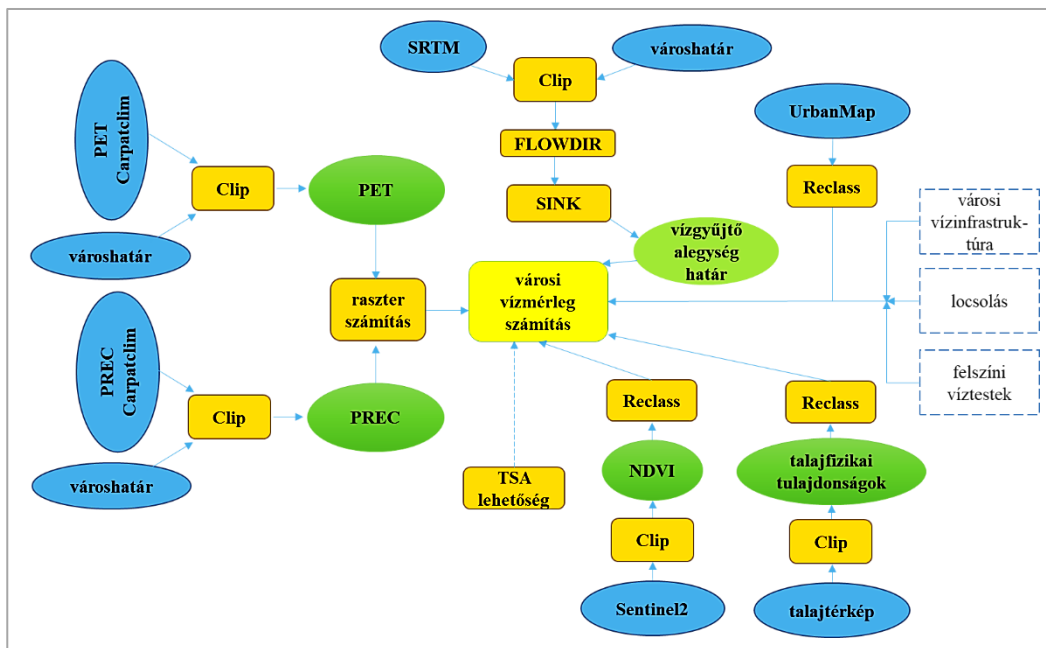 SRTM
városhatár
Clip
FLOWDIR
SINK
vízgyűjtő
alegység
határ
PET
Carpatclim
városhatár
Clip
PET
raszter
számítás
PREC
Carpatclim
városhatár
Clip
PREC
városi
vízmérleg
számítás
UrbanMap
Reclass
városi
vízinfrastruk-
túra
locsolás
felszíni
víztestek
TSA
lehetőség
Reclass
NDVI
Clip
Sentinel2
Reclass
talajfizikai
tulajdonságok
Clip
talajtérkép